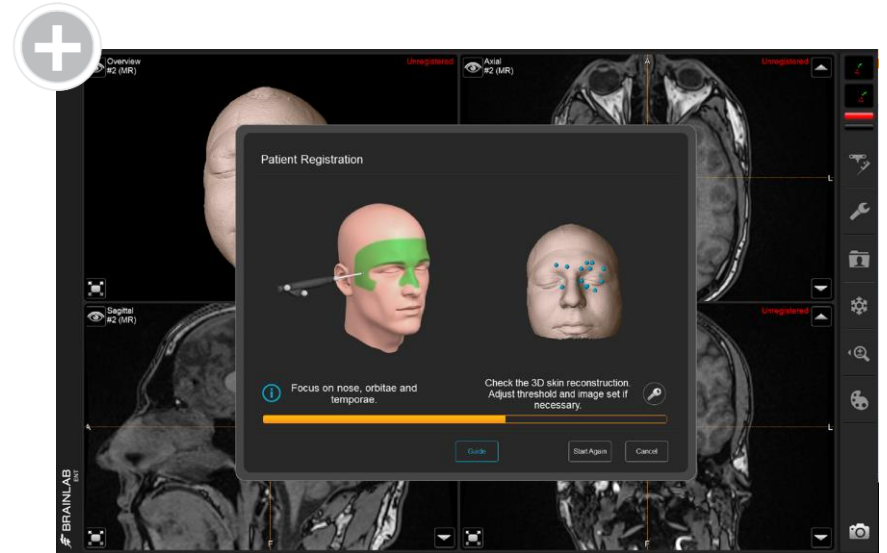 Overview
#2 (MR)
Unregistered
Axial
#2 (MR)
Unregistered
A
L
Patient Registration
Sagittal
#2 (MR)
Unregistered
Focus on nose, orbitae and
temporae.
Check the 3D skin reconstruction.
Adjust threshold and image set if
necessary.
A
L
Guide
Start Again
Cancel
BRAINLAB
ENT
F
F